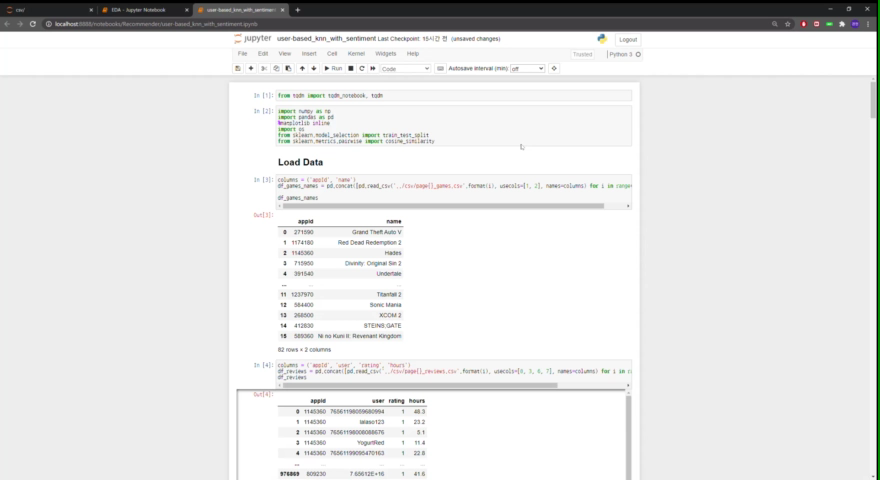 csv/
EDA - Jupyter Notebook
user-based_knn_with_sentiment
localhost:8888/notebooks/Recommender/user-based_knn_with_sentiment.ipynb
jupyter user-based_knn_with_sentiment Last Checkpoint: 15시간 전 (unsaved changes)
Logout
File Edit View Insert Cell Kernel Widgets Help
Trusted Python 3
Run Code Autosave interval (min): off
In [1]: from tqdm import tqdm_notebook, tqdm
In [2]: import numpy as np
import pandas as pd
%matplotlib inline
import os
from sklearn.model_selection import train_test_split
from sklearn.metrics.pairwise import cosine_similarity
Load Data
In [3]: columns = ('appId', 'name')
df_games_names = pd.concat([pd.read_csv('../csv/page{}_games.csv'.format(i), usecols=[1, 2], names=columns) for i in range
df_games_names
Out[3]:
appId name
0 271590 Grand Theft Auto V
1 1174180 Red Dead Redemption 2
2 1145360 Hades
3 715950
4 391540 Undertale
... ... ...
11 1237970 Titanfall 2
12 584400 Sonic Mania
13 268500 XCOM 2
14 412830 STEINS;GATE
15 589360 Ni no Kuni II: Revenant Kingdom
82 rows × 2 columns
In [4]: columns = ('appId', 'user', 'rating', 'hours')
df_reviews = pd.concat([pd.read_csv('../csv/page{}_reviews.csv'.format(i), usecols=[0, 3, 6, 7], names=columns) for i in
df_reviews
Out[4]:
appId user rating hours
0 1145360 76561198059680994 1 48.3
1 1145360 lalaso123 1 23.2
2 1145360 76561198008088676 1 5.1
3 1145360 YogurtRed 1 11.4
4 1145360 76561199095470163 1 22.8
... ... ... ... ...
976869 809230 7.65612E+16 1 41.6